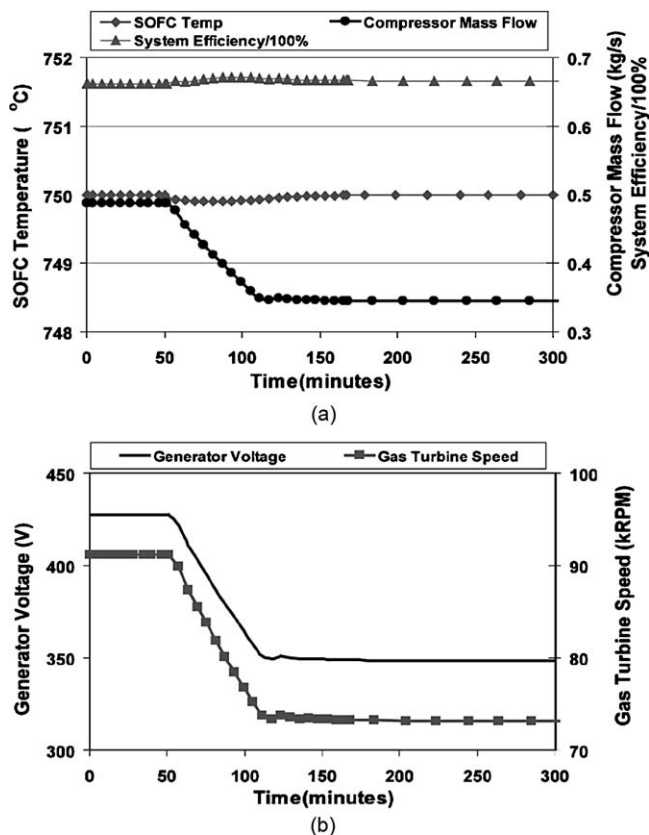 SOFC Temp
Compressor Mass Flow
System Efficiency/100%
752
751
750
749
748
SOFC Temperature ( °C)
0.7
0.6
0.5
0.4
0.3
Compressor Mass Flow (kg/s)
System Efficiency/100%
0 50 100 150 200 250 300
Time(minutes)
(a)
Generator Voltage
Gas Turbine Speed
450
400
350
300
Generator Voltage (V)
100
90
80
70
Gas Turbine Speed (kRPM)
0 50 100 150 200 250 300
Time(minutes)
(b)